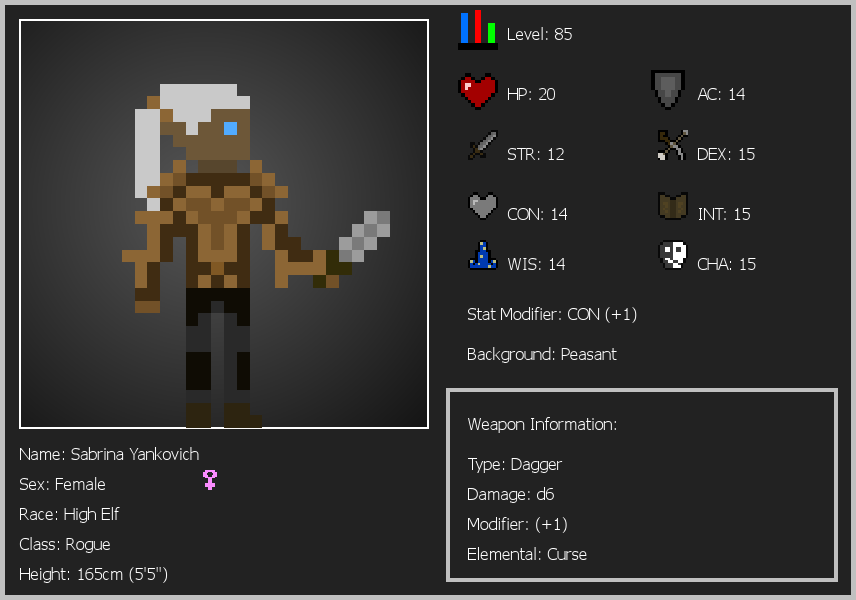 Level: 85
HP: 20
AC: 14
STR: 12
DEX: 15
CON: 14
INT: 15
WIS: 14
CHA: 15
Stat Modifier: CON (+1)
Background: Peasant
Weapon Information:
Type: Dagger
Damage: d6
Modifier: (+1)
Elemental: Curse
Name: Sabrina Yankovich
Sex: Female
Race: High Elf
Class: Rogue
Height: 165cm (5'5")